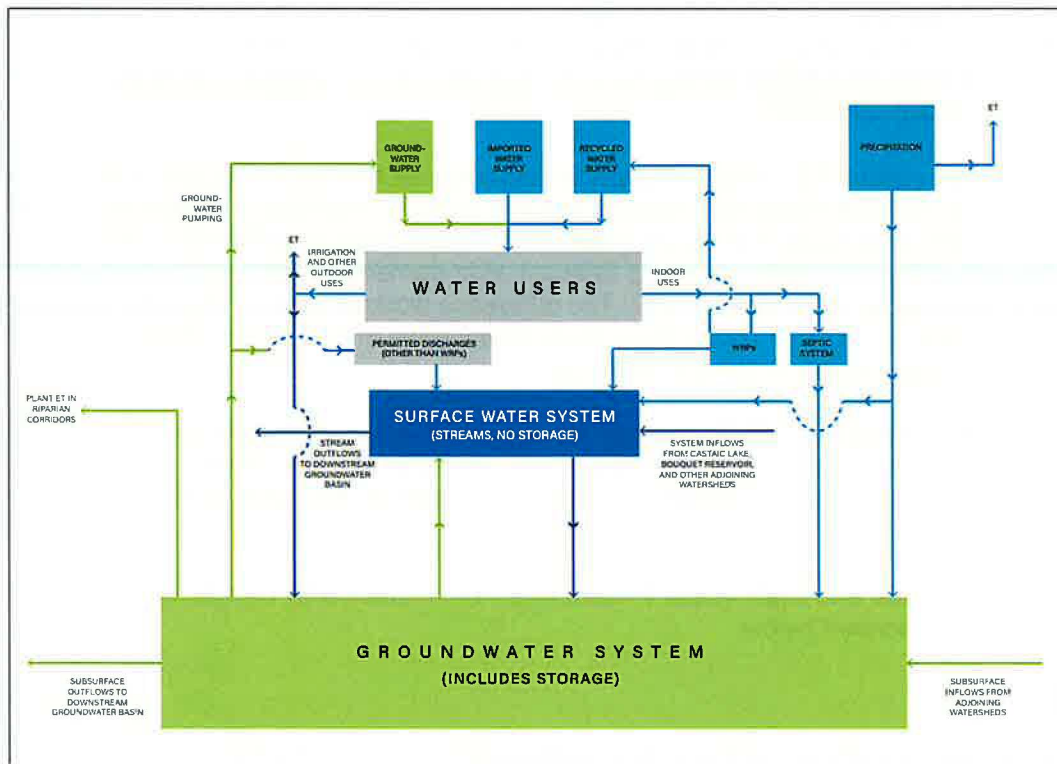 ET
GROUND-
WATER
SUPPLY
IMPORTED
WATER
SUPPLY
RECYCLED
WATER
SUPPLY
PRECIPITATION
GROUND-
WATER
PUMPING
ET
IRRIGATION
AND OTHER
OUTDOOR
USES
WATER USERS
INDOOR
USES
PERMITTED DISCHARGES
(OTHER THAN WRPs)
WRPs
SEPTIC
SYSTEM
PLANT ET IN
RIPARIAN
CORRIDORS
SURFACE WATER SYSTEM
(STREAMS, NO STORAGE)
STREAM
OUTFLOWS
TO DOWNSTREAM
GROUNDWATER
BASIN
SYSTEM INFLOWS
FROM CASTAIC LAKE,
BOUQUET RESERVOIR,
AND OTHER ADJOINING
WATERSHEDS
GROUNDWATER SYSTEM
(INCLUDES STORAGE)
SUBSURFACE
OUTFLOWS TO
DOWNSTREAM
GROUNDWATER BASIN
SUBSURFACE
INFLOWS FROM
ADJOINING
WATERSHEDS